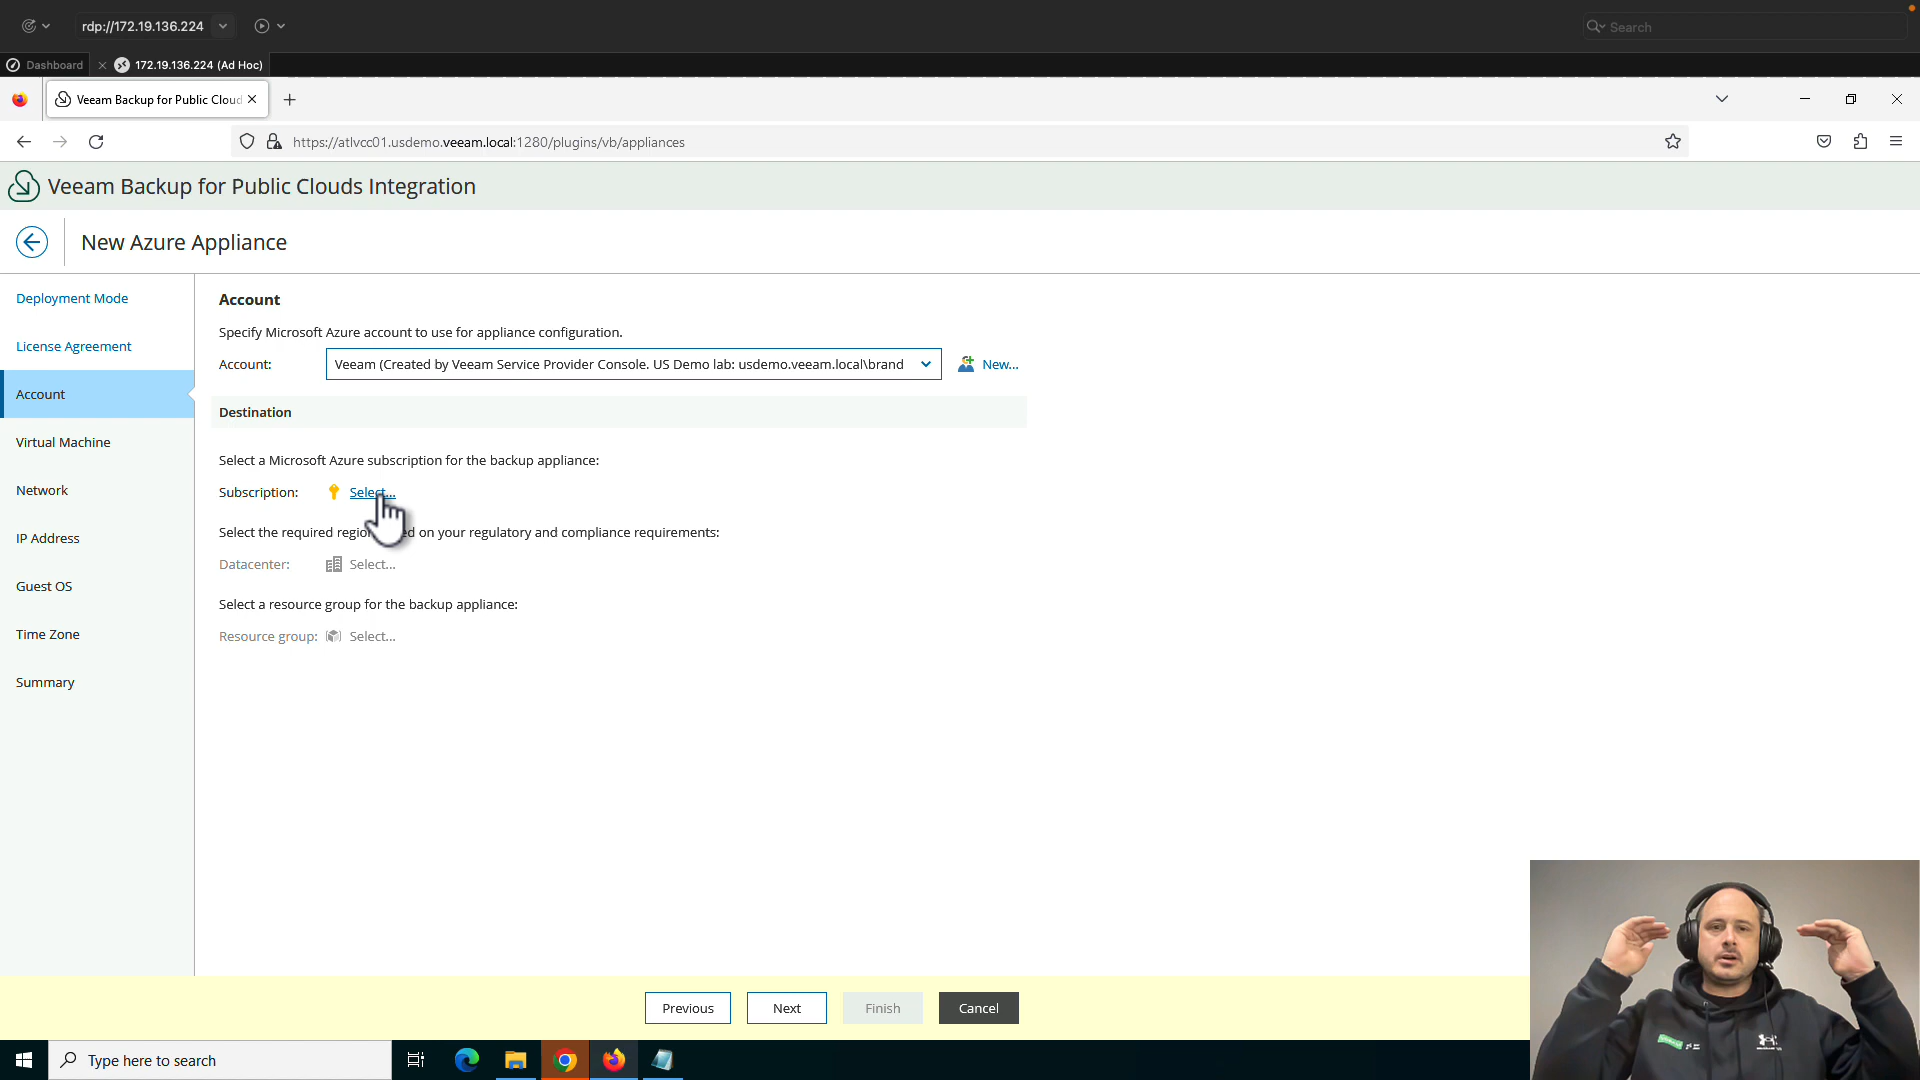 rdp://172.19.136.224
Search
Dashboard
172.19.136.224 (Ad Hoc)
Veeam Backup for Public Cloud
https://atlvcc01.usdemo.veeam.local:1280/plugins/vb/appliances
Veeam Backup for Public Clouds Integration
New Azure Appliance
Deployment Mode
License Agreement
Account
Virtual Machine
Network
IP Address
Guest OS
Time Zone
Summary
Account
Specify Microsoft Azure account to use for appliance configuration.
Account: Veeam (Created by Veeam Service Provider Console. US Demo lab: usdemo.veeam.local\brand New...
Destination
Select a Microsoft Azure subscription for the backup appliance:
Subscription: Select...
Select the required on your regulatory and compliance requirements:
Datacenter: Select...
Select a resource group for the backup appliance:
Resource group: Select...
Previous Next Finish Cancel
Type here to search